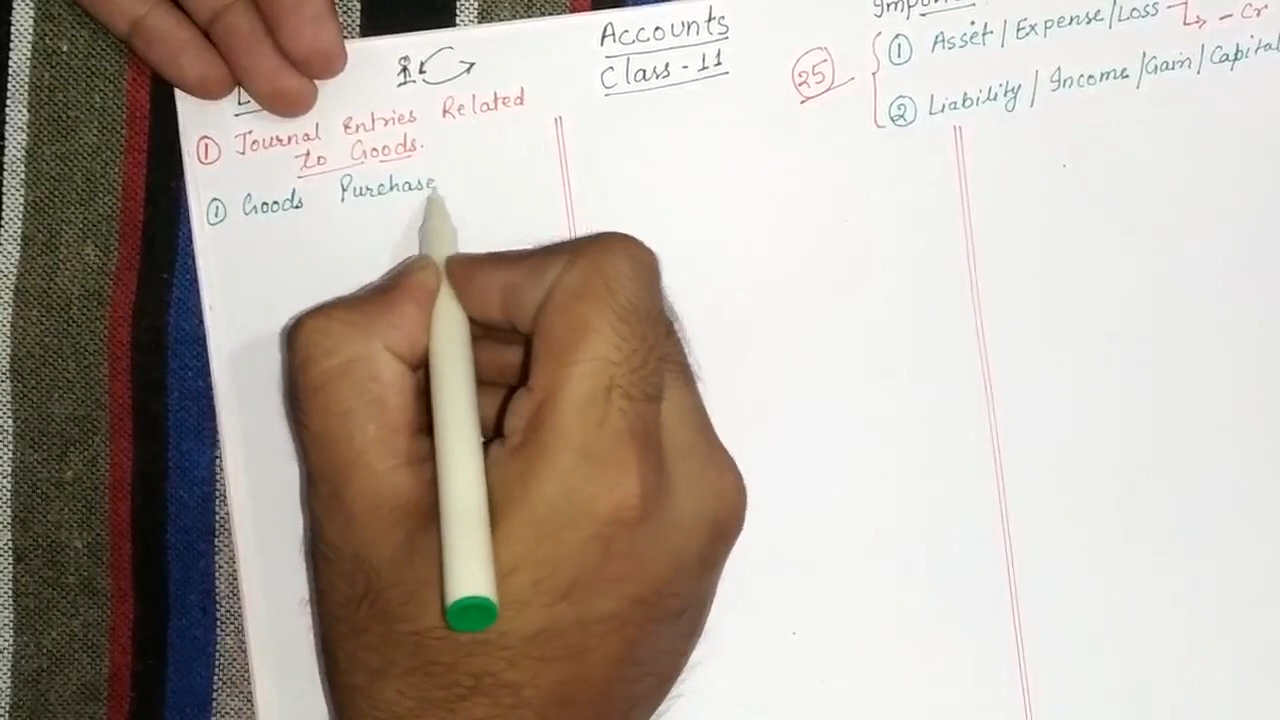 Accounts
Class-11
① Journal Entries Related
to Goods.
① Goods Purchase
25
① Asset/Expense/Loss → - Cr
② Liability/Income/Gain/Capital